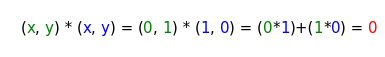 (x, y) * (x, y) = (0, 1) * (1, 0) = (0*1)+(1*0) = 0